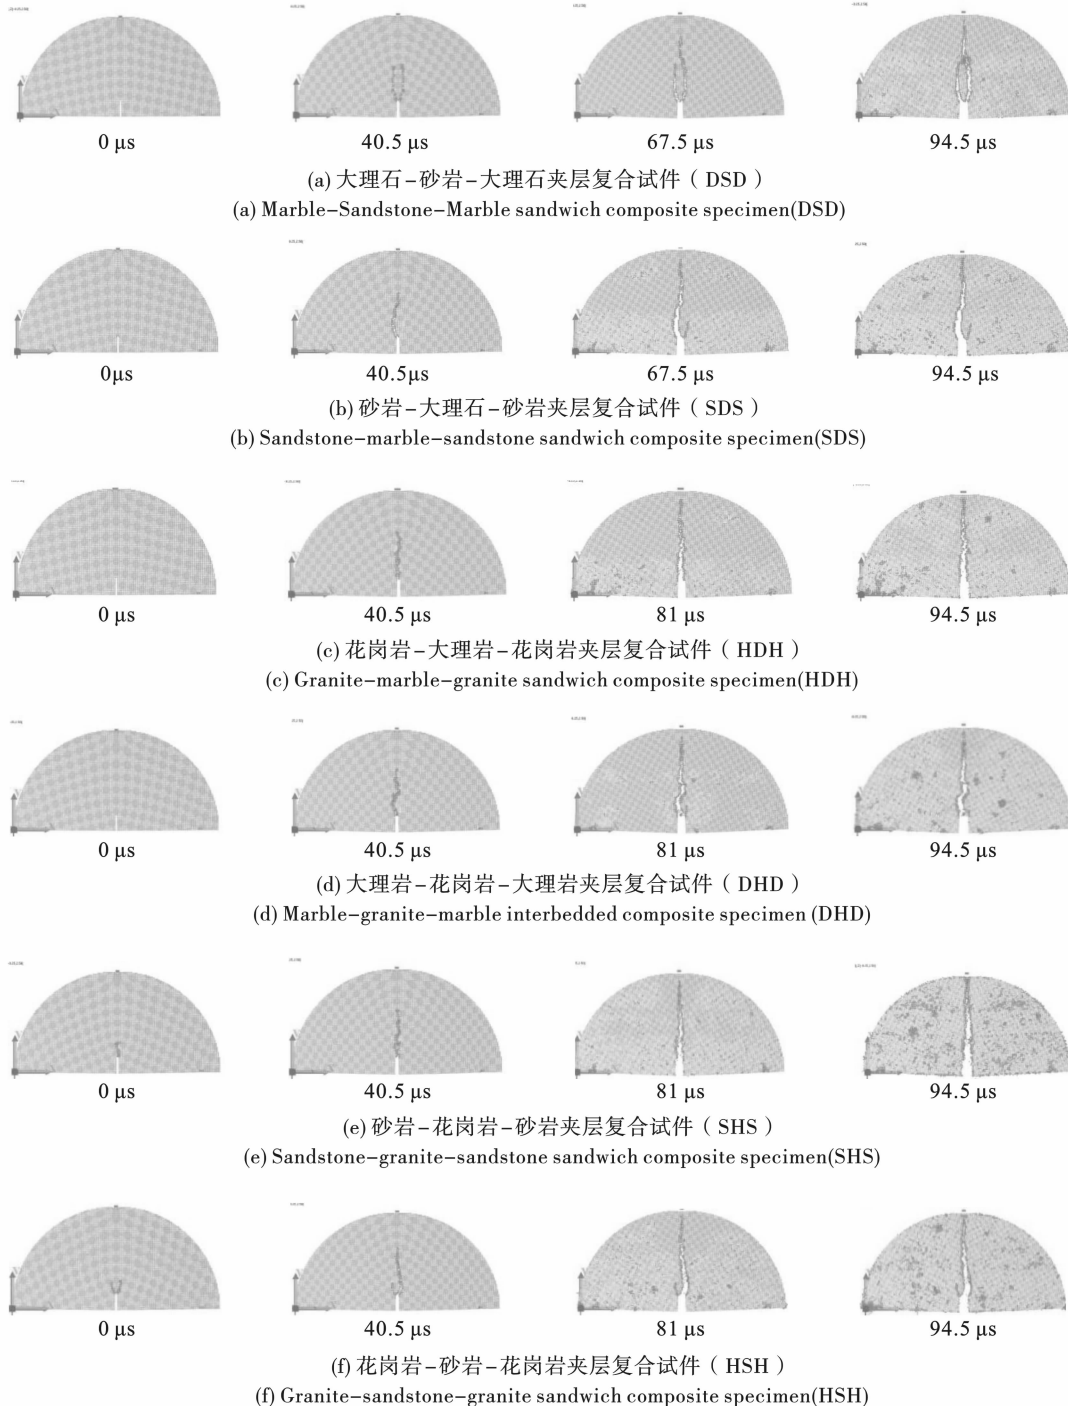 0 μs 40.5 μs 67.5 μs 94.5 μs
(a) 大理石-砂岩-大理石夹层复合试件（DSD）
(a) Marble-Sandstone-Marble sandwich composite specimen(DSD)
0μs 40.5μs 67.5 μs 94.5 μs
(b) 砂岩-大理石-砂岩夹层复合试件（SDS）
(b) Sandstone-marble-sandstone sandwich composite specimen(SDS)
0 μs 40.5 μs 81 μs 94.5 μs
(c) 花岗岩-大理岩-花岗岩夹层复合试件（HDH）
(c) Granite-marble-granite sandwich composite specimen(HDH)
0 μs 40.5 μs 81 μs 94.5 μs
(d) 大理岩-花岗岩-大理岩夹层复合试件（DHD）
(d) Marble-granite-marble interbedded composite specimen (DHD)
0 μs 40.5 μs 81 μs 94.5 μs
(e) 砂岩-花岗岩-砂岩夹层复合试件（SHS）
(e) Sandstone-granite-sandstone sandwich composite specimen(SHS)
0 μs 40.5 μs 81 μs 94.5 μs
(f) 花岗岩-砂岩-花岗岩夹层复合试件（HSH）
(f) Granite-sandstone-granite sandwich composite specimen(HSH)